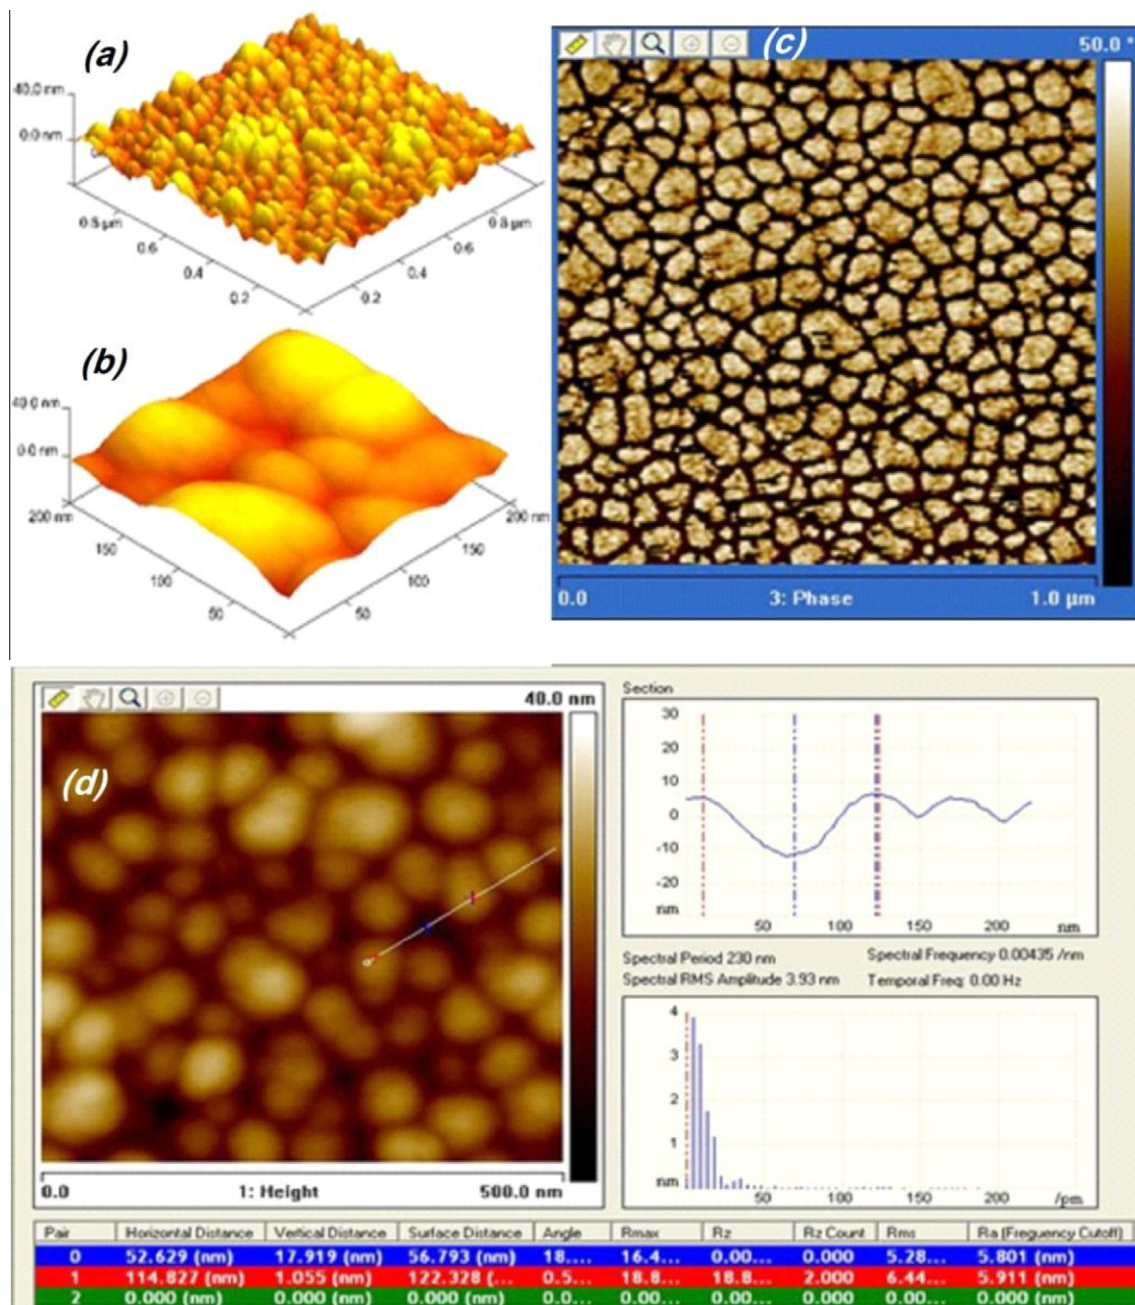 (a)
40.0 nm
0.0 nm
0.8 µm
0.6
0.4
0.2
0.2
0.4
0.6
0.8 µm
(b)
40.0 nm
0.0 nm
200 nm
150
100
50
50
100
150
200 nm
(c)
50.0 °
0.0 3: Phase 1.0 µm
(d)
40.0 nm
0.0 1: Height 500.0 nm
Section
30
20
10
0
-10
-20
nm
50 100 150 200 nm
Spectral Period 230 nm Spectral Frequency 0.00435 /nm
Spectral RMS Amplitude 3.93 nm Temporal Freq: 0.00 Hz
4
3
2
1
nm
50 100 150 200 /µm
Pair Horizontal Distance Vertical Distance Surface Distance Angle Rmax Rz Rz Count Rms Ra (Frequency Cutoff)
0 52.629 (nm) 17.919 (nm) 56.793 (nm) 18.... 16.4... 0.00... 0.000 5.28... 5.801 (nm)
1 114.827 (nm) 1.055 (nm) 122.328 (... 0.5... 18.8... 18.8... 2.000 6.44... 5.911 (nm)
2 0.000 (nm) 0.000 (nm) 0.000 (nm) 0.0... 0.00... 0.00... 0.000 0.00... 0.000 (nm)